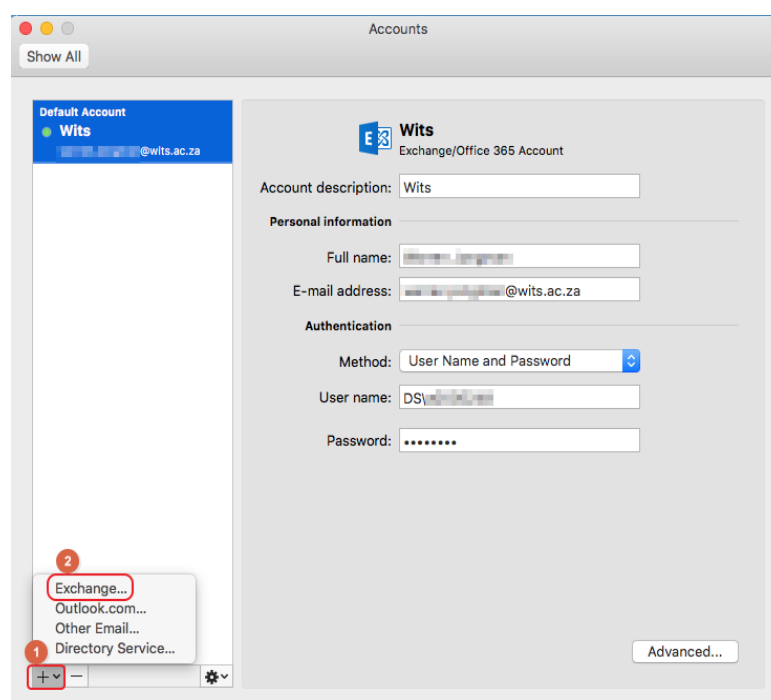 Accounts
Show All
Default Account
Wits
@wits.ac.za
Wits
Exchange/Office 365 Account
Account description: Wits
Personal information
Full name:
E-mail address: @wits.ac.za
Authentication
Method: User Name and Password
User name: DS\
Password: ••••••••
2
Exchange...
Outlook.com...
Other Email...
1 Directory Service...
Advanced...